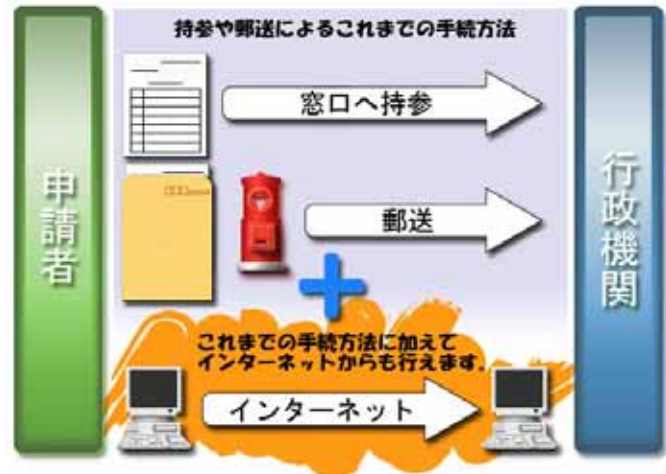 持参や郵送によるこれまでの手続方法
申請者
窓口へ持参
行政機関
郵送
これまでの手続方法に加えて
インターネットからも行えます。
インターネット